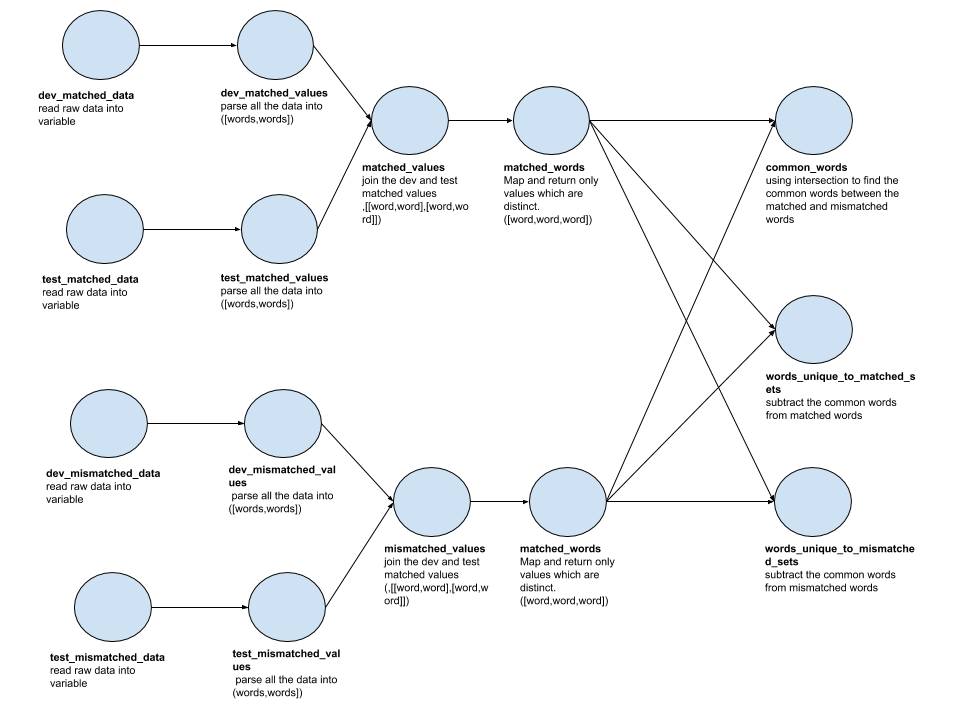 dev_matched_data
read raw data into
variable
dev_matched_values
parse all the data into
([words,words])
matched_values
join the dev and test
matched values
,[[word,word],[word,wo
rd]])
matched_words
Map and return only
values which are
distinct.
([word,word,word])
common_words
using intersection to find the
common words between the
matched and mismatched
words
test_matched_data
read raw data into
variable
test_matched_values
parse all the data into
([words,words])
words_unique_to_matched_s
ets
subtract the common words
from matched words
dev_mismatched_data
read raw data into
variable
dev_mismatched_val
ues
parse all the data into
([words,words])
mismatched_values
join the dev and test
matched values
(,[[word,word],[word,w
ord]])
matched_words
Map and return only
values which are
distinct.
([word,word,word])
words_unique_to_mismatche
d_sets
subtract the common words
from mismatched words
test_mismatched_data
read raw data into
variable
test_mismatched_val
ues
parse all the data into
(words,words])